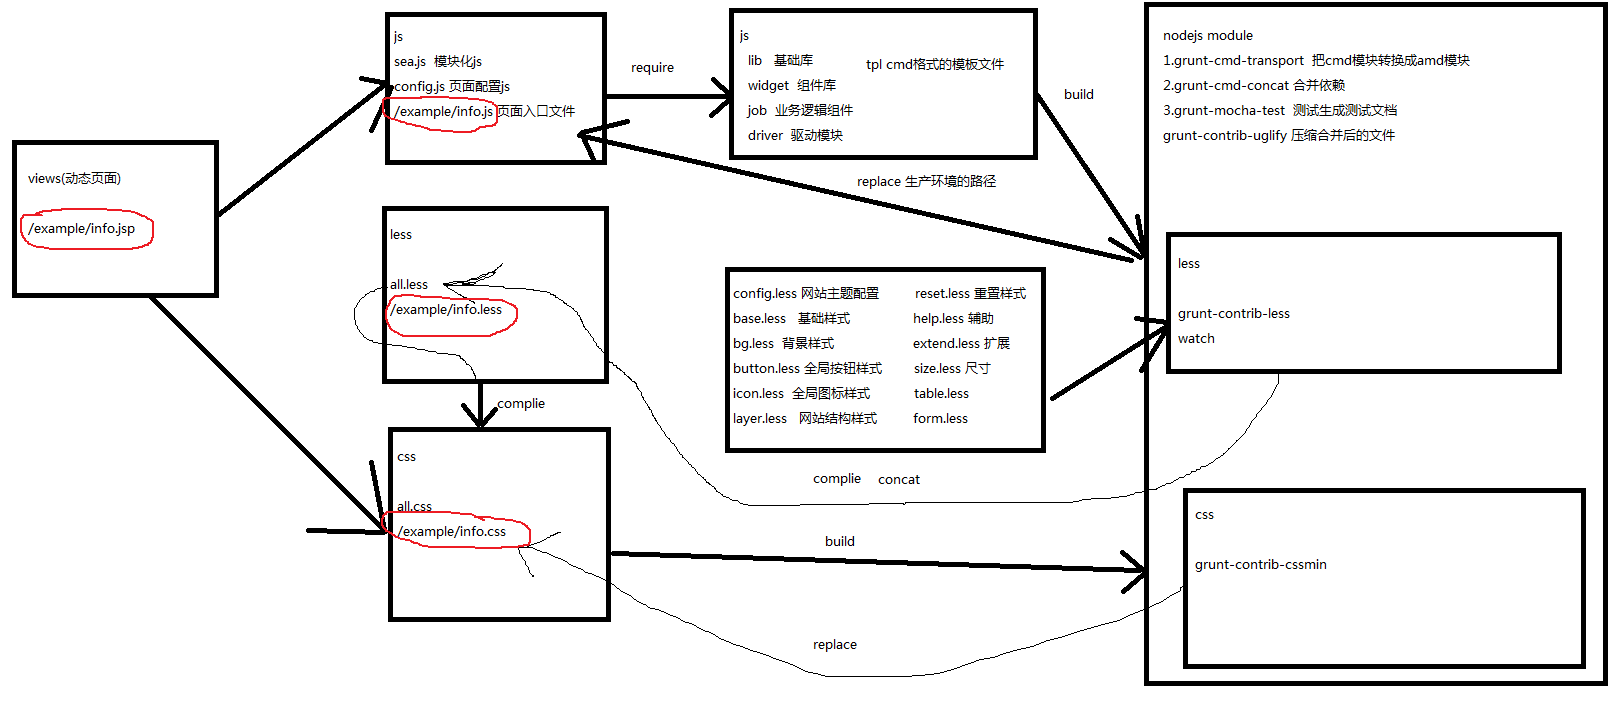 views(动态页面)
/example/info.jsp
js
sea.js 模块化js
config.js 页面配置js
/example/info.js 页面入口文件
require
js
lib 基础库
tpl cmd格式的模板文件
widget 组件库
job 业务逻辑组件
driver 驱动模块
build
replace 生产环境的路径
nodejs module
1.grunt-cmd-transport 把cmd模块转换成amd模块
2.grunt-cmd-concat 合并依赖
3.grunt-mocha-test 测试生成测试文档
grunt-contrib-uglify 压缩合并后的文件
less
all.less
/example/info.less
complie
config.less 网站主题配置
reset.less 重置样式
base.less 基础样式
help.less 辅助
bg.less 背景样式
extend.less 扩展
button.less 全局按钮样式
size.less 尺寸
icon.less 全局图标样式
table.less
layer.less 网站结构样式
form.less
less
grunt-contrib-less
watch
complie concat
css
all.css
/example/info.css
build
replace
css
grunt-contrib-cssmin